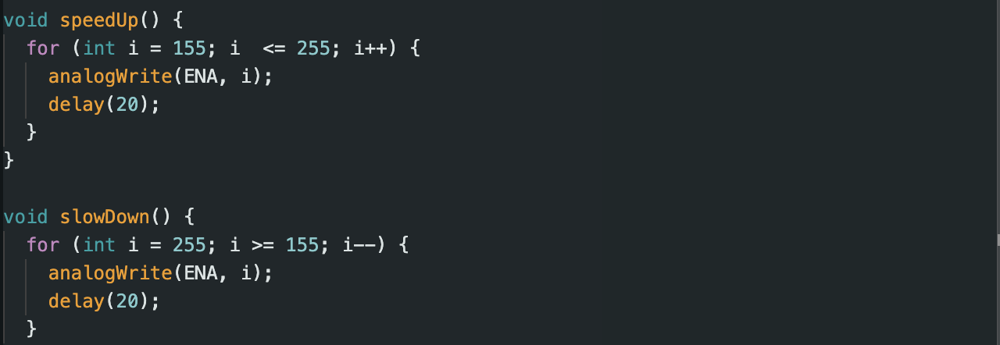 void speedUp() {
  for (int i = 155; i  <= 255; i++) {
    analogWrite(ENA, i);
    delay(20);
  }
}

void slowDown() {
  for (int i = 255; i >= 155; i--) {
    analogWrite(ENA, i);
    delay(20);
  }